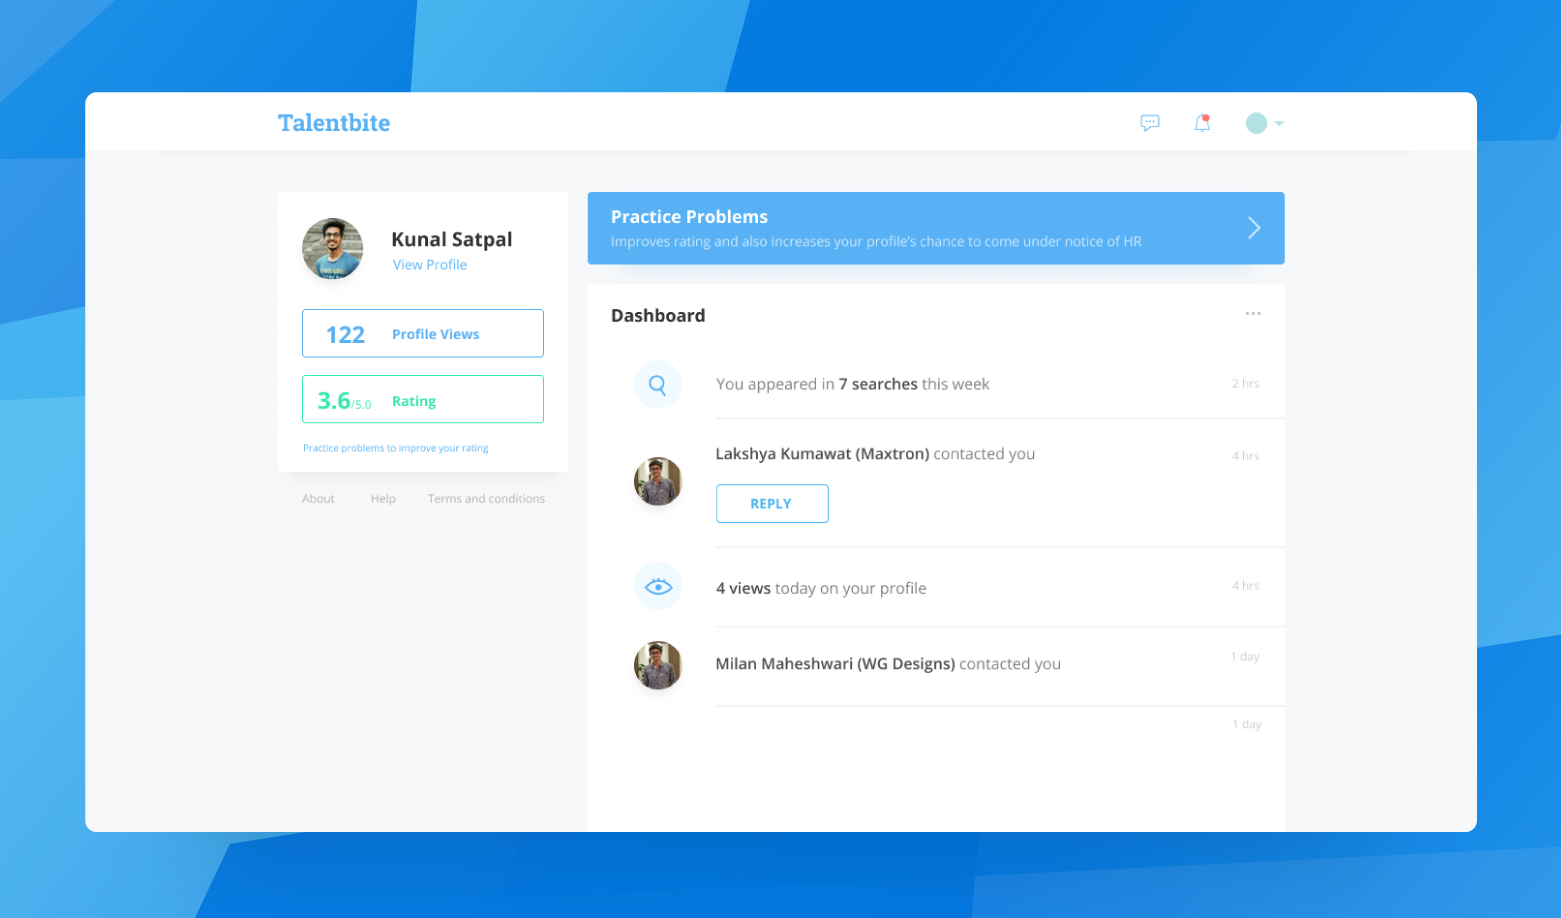 Talentbite
Kunal Satpal
View Profile
122 Profile Views
3.6/5.0 Rating
Practice problems to improve your rating
About Help Terms and conditions
Practice Problems
Improves rating and also increases your profile's chance to come under notice of HR
Dashboard
You appeared in 7 searches this week 2 hrs
Lakshya Kumawat (Maxtron) contacted you 4 hrs
REPLY
4 views today on your profile 4 hrs
Milan Maheshwari (WG Designs) contacted you 1 day
1 day